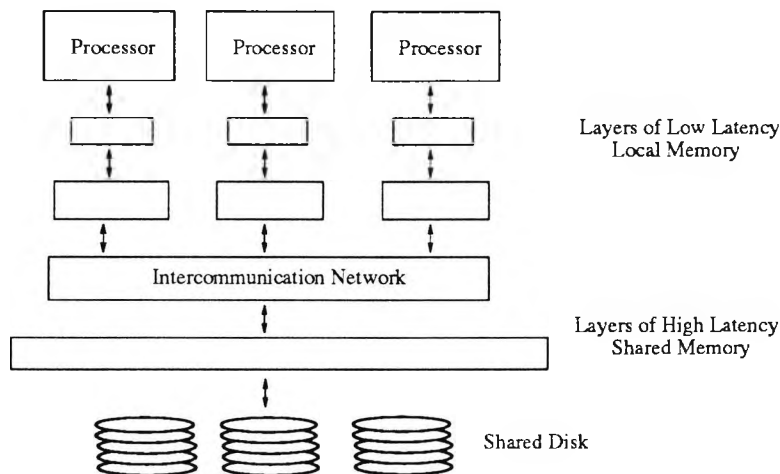 Processor
Processor
Processor
Layers of Low Latency
Local Memory
Intercommunication Network
Layers of High Latency
Shared Memory
Shared Disk